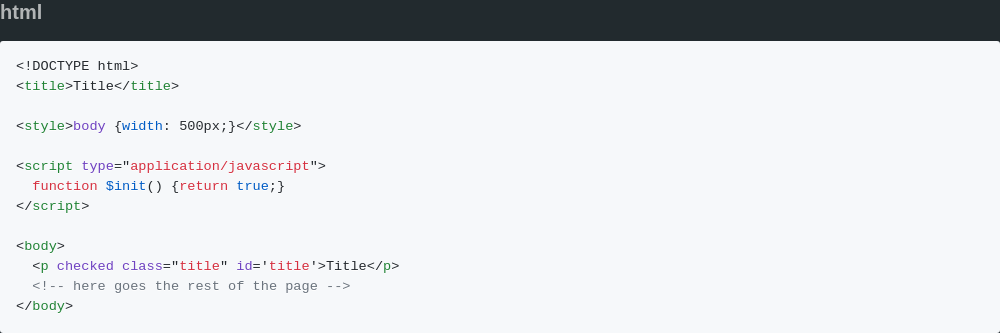 html
<!DOCTYPE html>
<title>Title</title>

<style>body {width: 500px;}</style>

<script type="application/javascript">
  function $init() {return true;}
</script>

<body>
  <p checked class="title" id='title'>Title</p>
  <!-- here goes the rest of the page -->
</body>